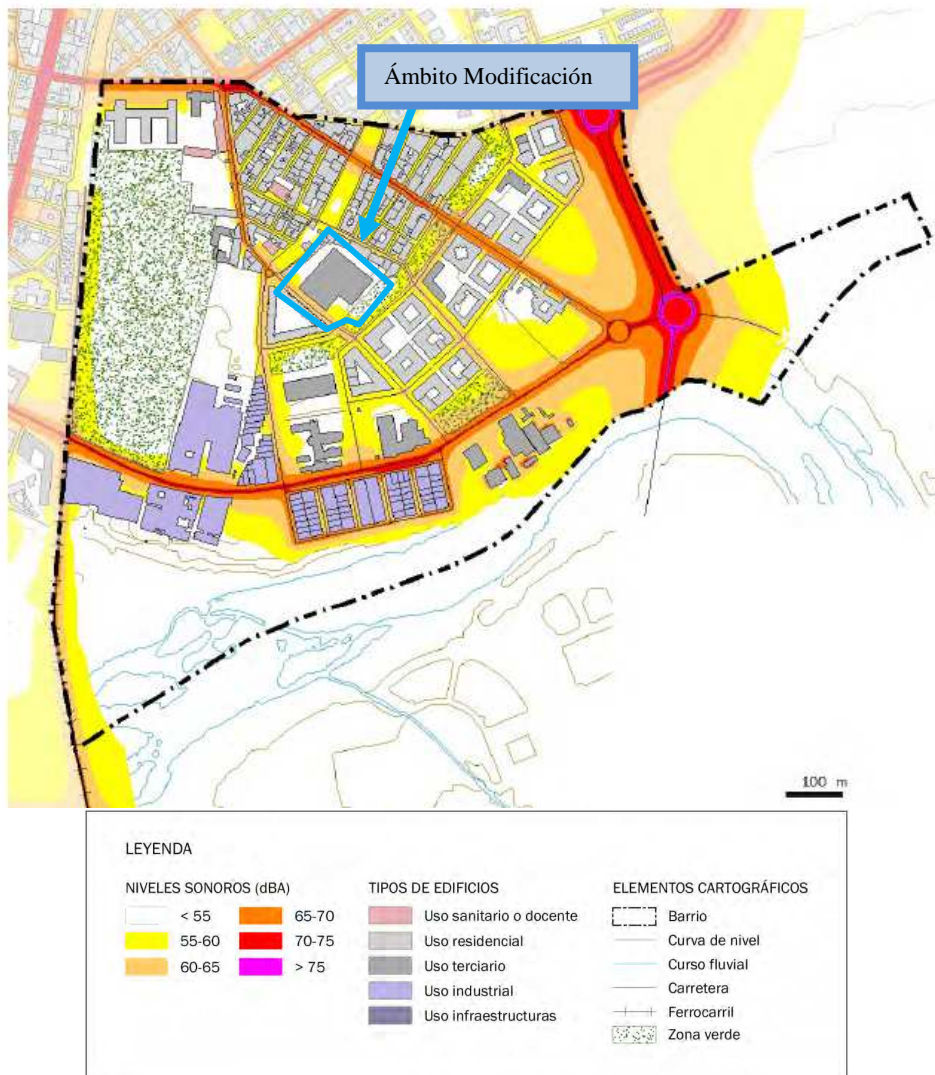 Ámbito Modificación
100 m
LEYENDA
NIVELES SONOROS (dBA)
< 55
55-60
60-65
65-70
70-75
> 75
TIPOS DE EDIFICIOS
Uso sanitario o docente
Uso residencial
Uso terciario
Uso industrial
Uso infraestructuras
ELEMENTOS CARTOGRÁFICOS
Barrio
Curva de nivel
Curso fluvial
Carretera
Ferrocarril
Zona verde